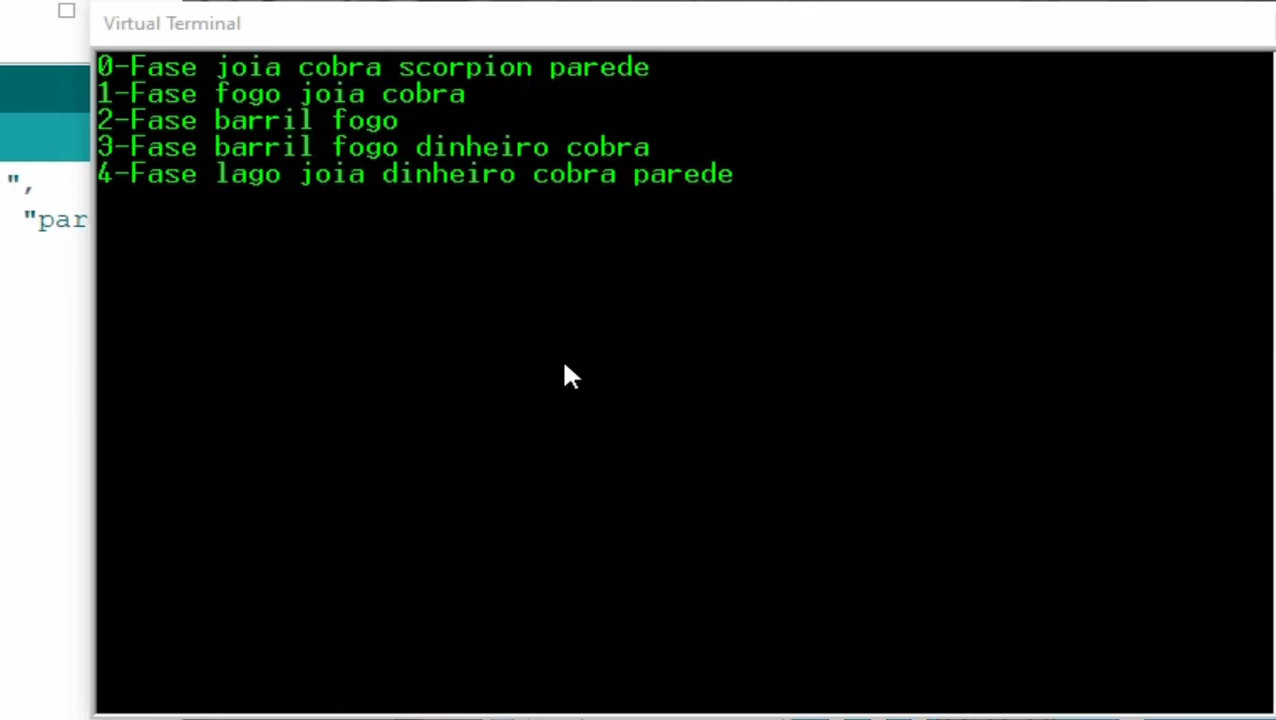 Virtual Terminal
0-Fase joia cobra scorpion parede
1-Fase fogo joia cobra
2-Fase barril fogo
3-Fase barril fogo dinheiro cobra
4-Fase lago joia dinheiro cobra parede
",
"par